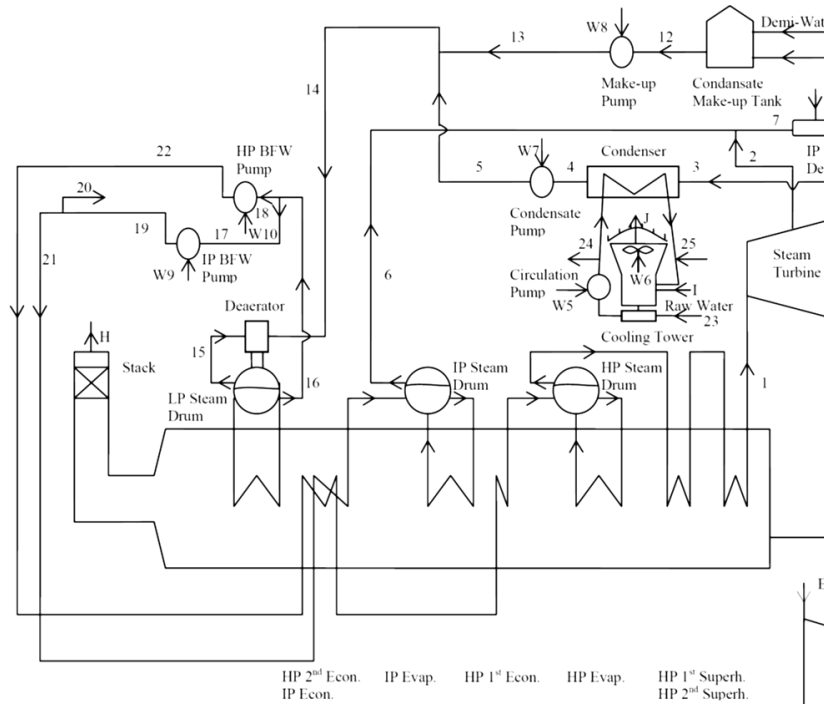 W8
13
12
Demi-Wat
14
Make-up
Pump
Condansate
Make-up Tank
7
IP
De
22
HP BFW
Pump
W7
Condenser
2
5
4
3
20
18
W10
Condensate
Pump
J
19
17
24
25
Steam
Turbine
21
W9
IP BFW
Pump
6
Circulation
Pump
W5
W6
I
Raw Water
23
Cooling Tower
Deaerator
H
Stack
15
16
LP Steam
Drum
IP Steam
Drum
HP Steam
Drum
1
E
HP 2nd Econ.
IP Econ.
IP Evap.
HP 1st Econ.
HP Evap.
HP 1st Superh.
HP 2nd Superh.